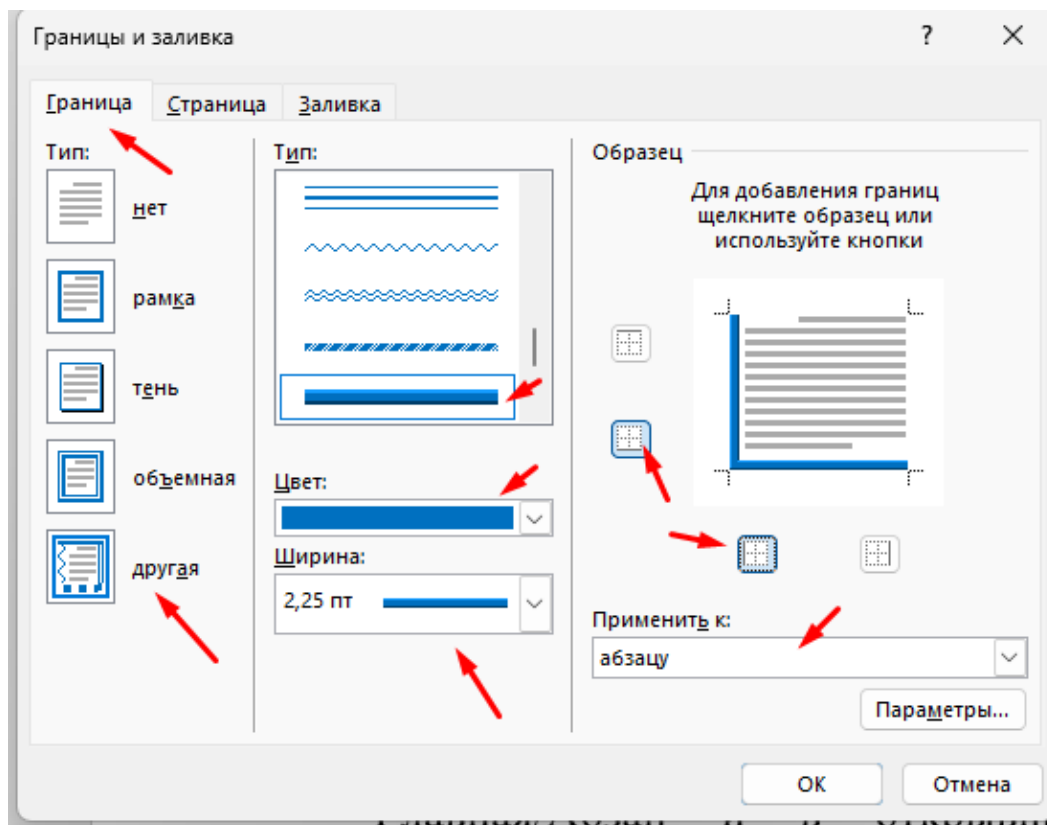 Границы и заливка
?
Граница
Страница
Заливка
Тип:
нет
рамка
тень
объемная
другая
Тип:
Цвет:
Ширина:
2,25 пт
Образец
Для добавления границ
щелкните образец или
используйте кнопки
Применить к:
абзацу
Параметры...
ОК
Отмена